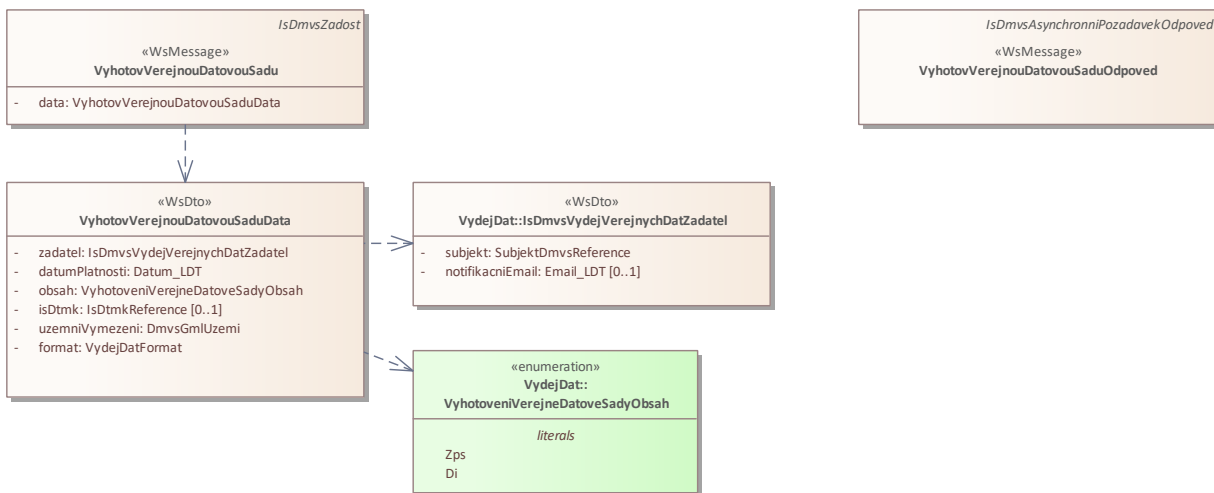 IsDmvsZadost
«WsMessage»
VyhotovVerejnouDatovouSadu
- data: VyhotovVerejnouDatovouSaduData
IsDmvsAsynchronniPozadavekOdpoved
«WsMessage»
VyhotovVerejnouDatovouSaduOdpoved
«WsDto»
VyhotovVerejnouDatovouSaduData
- zadatel: IsDmvsVydejVerejnychDatZadatel
- datumPlatnosti: Datum_LDT
- obsah: VyhotoveniVerejneDatoveSadyObsah
- isDtmk: IsDtmkReference [0..1]
- uzemniVymezeni: DmvsGmlUzemi
- format: VydejDatFormat
«WsDto»
VydejDat::IsDmvsVydejVerejnychDatZadatel
- subjekt: SubjektDmvsReference
- notifikacniEmail: Email_LDT [0..1]
«enumeration»
VydejDat::
VyhotoveniVerejneDatoveSadyObsah
literals
Zps
Di